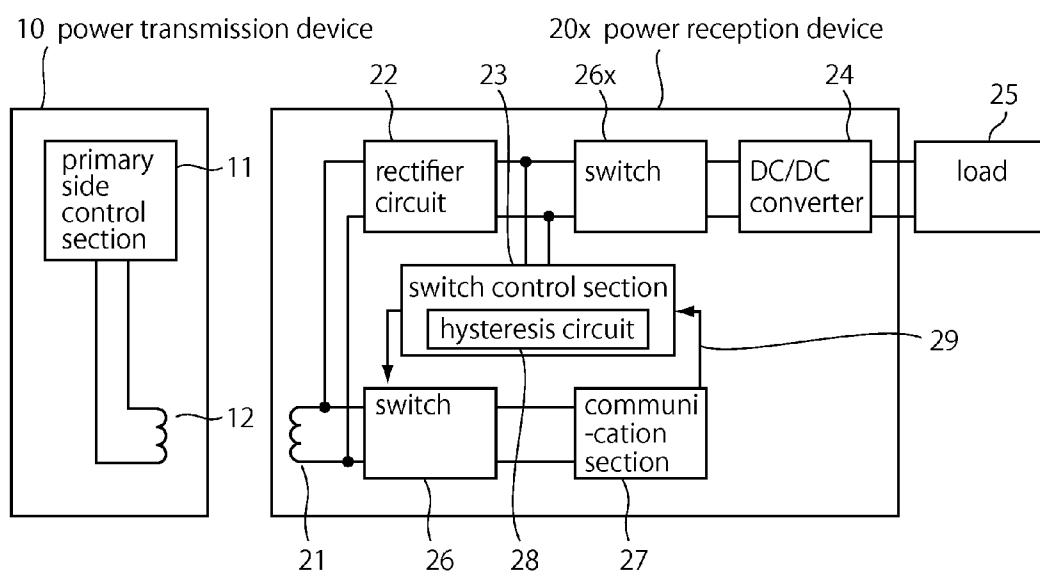 10 power transmission device
20x power reception device
22
23
26x
24
25
primary
side
control
section
11
rectifier
circuit
switch
DC/DC
converter
load
switch control section
hysteresis circuit
29
switch
communi
-cation
section
12
21
26
28
27